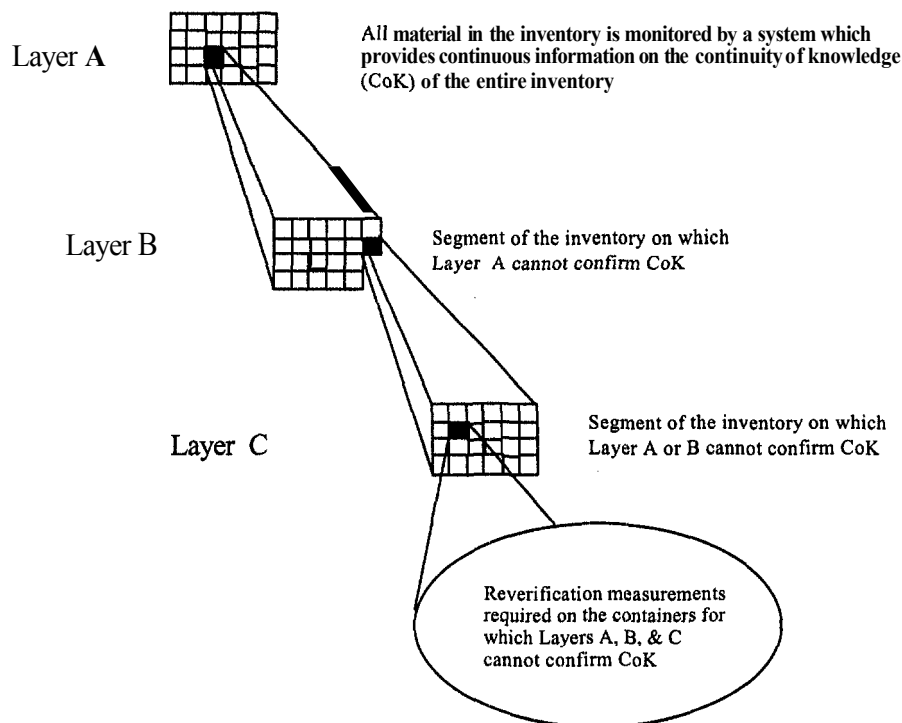 Layer A
All material in the inventory is monitored by a system which
provides continuous information on the continuity of knowledge
(CoK) of the entire inventory
Layer B
Segment of the inventory on which
Layer A cannot confirm CoK
Layer C
Segment of the inventory on which
Layer A or B cannot confirm CoK
Reverification measurements
required on the containers for
which Layers A, B, & C
cannot confirm CoK